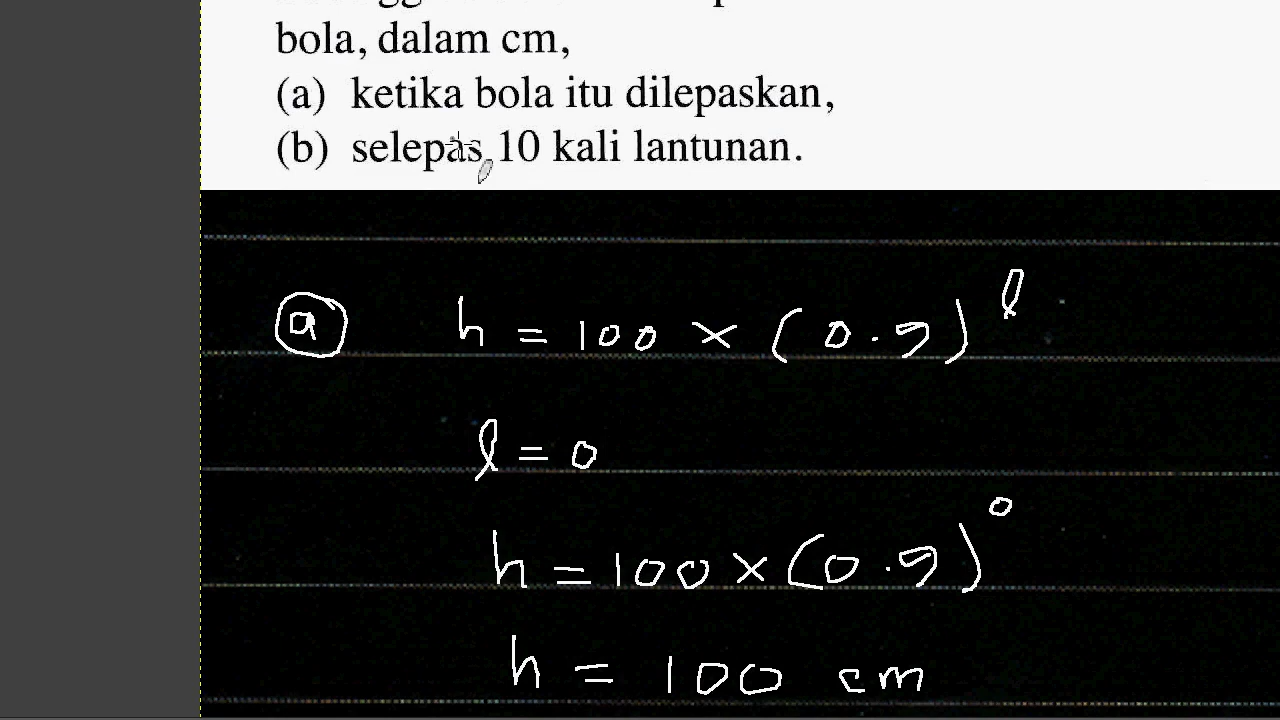 bola, dalam cm,
(a) ketika bola itu dilepaskan,
(b) selepas 10 kali lantunan.
(a) h = 100 × (0.9)^l
l = 0
h = 100 × (0.9)^0
h = 100 cm